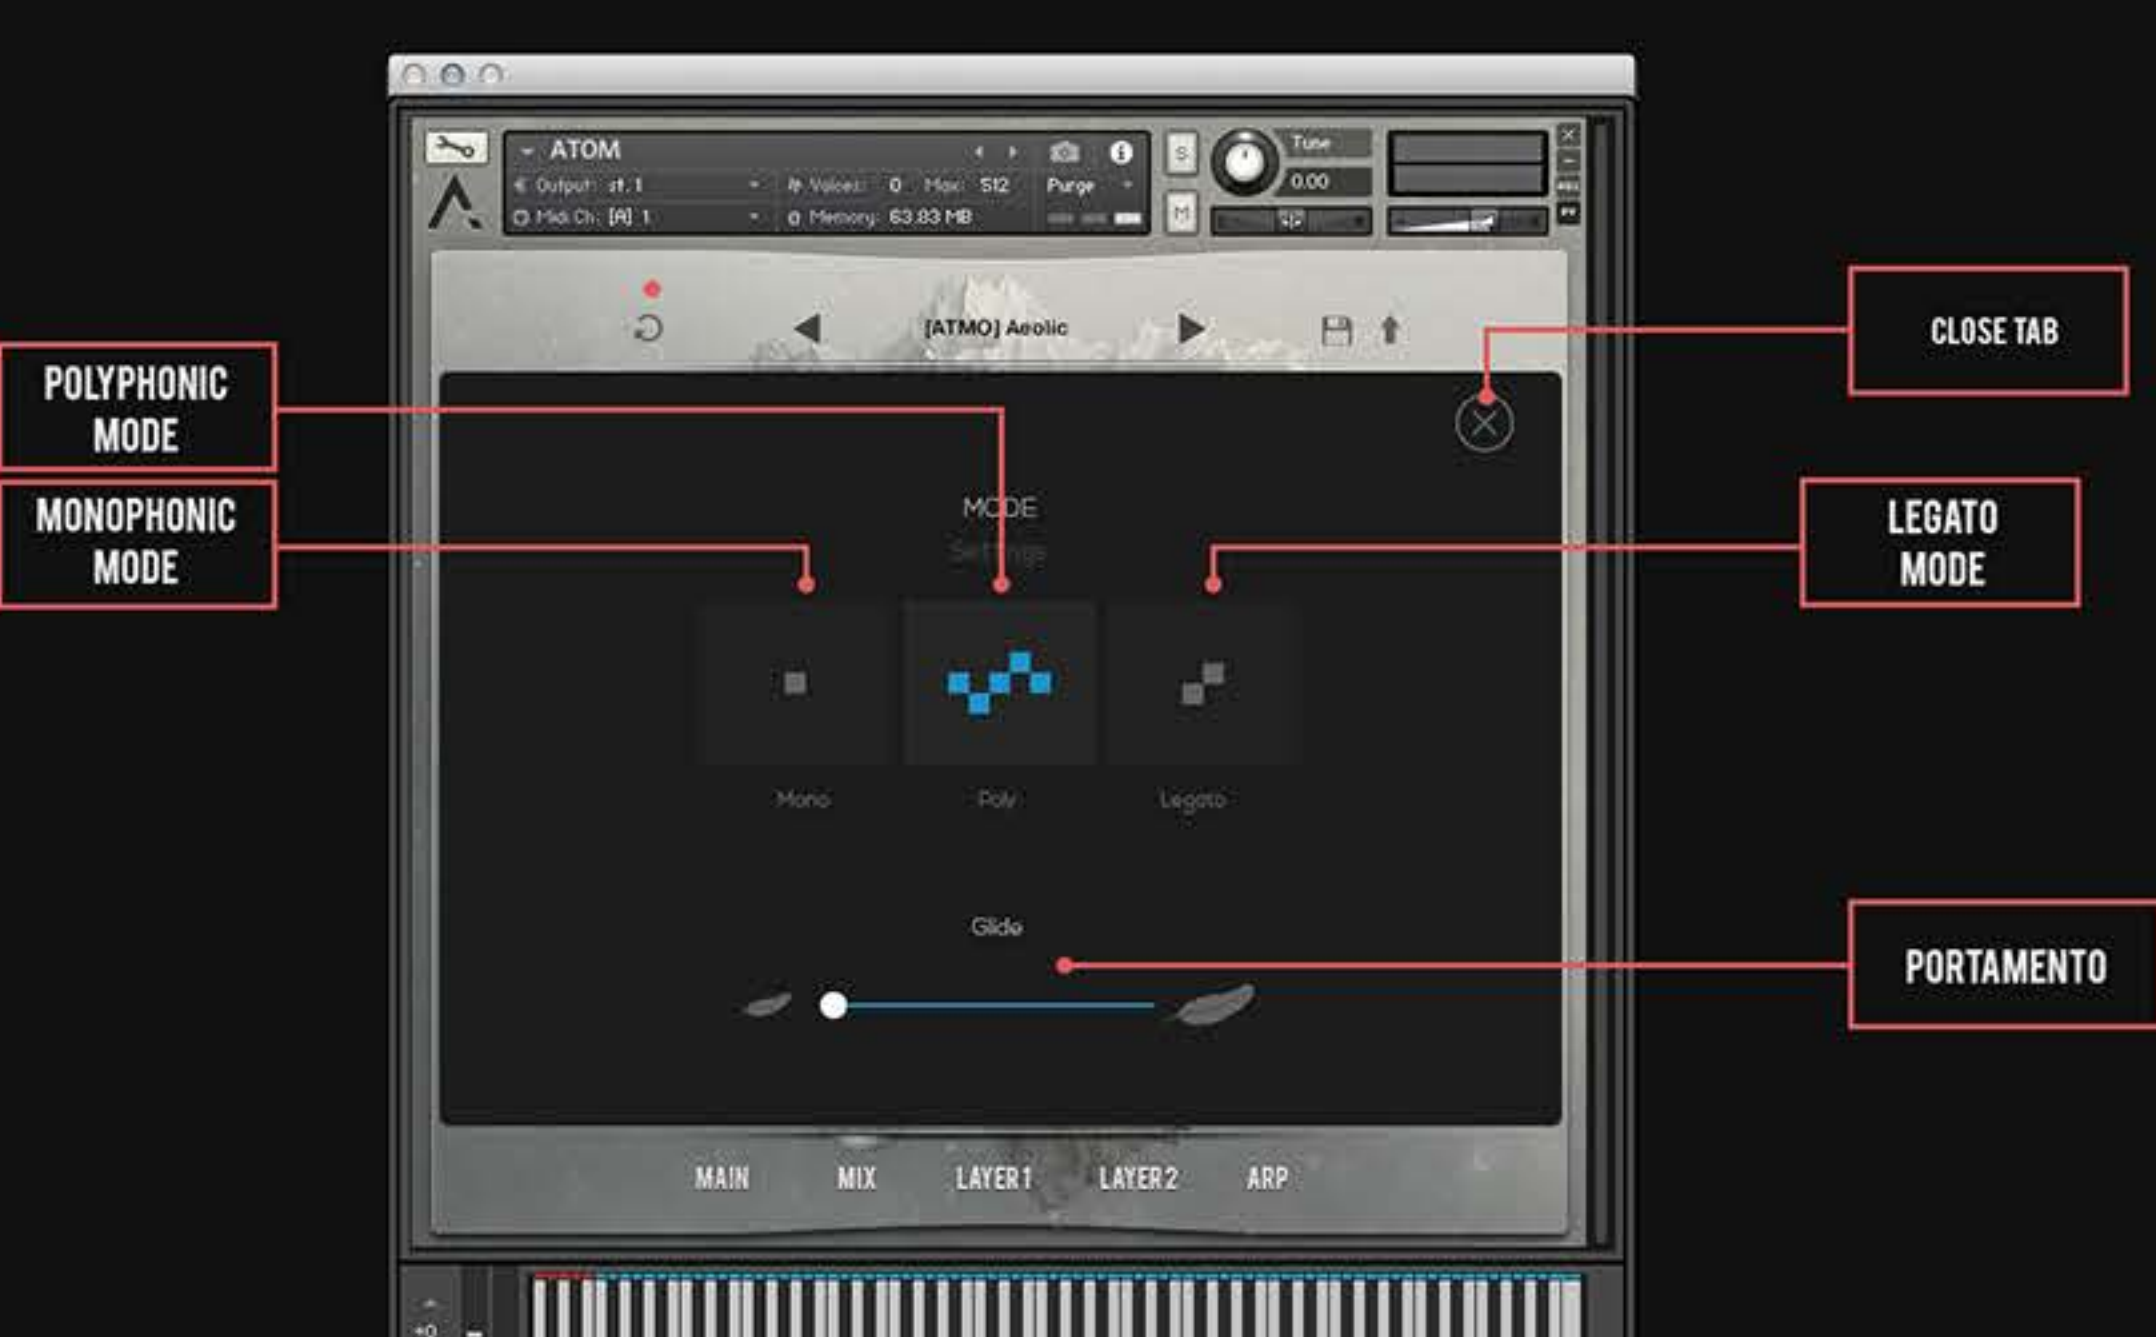 ATOM
Output: st. 1
Voices: 0 Max: 512
Purge
Midi Ch: [A] 1
Memory: 63.83 MB
S
M
Tune
0.00
[ATMO] Aeolic
CLOSE TAB
POLYPHONIC
MODE
MONOPHONIC
MODE
LEGATO
MODE
MODE
Settings
Mono
Poly
Legato
Glide
PORTAMENTO
MAIN
MIX
LAYER 1
LAYER 2
ARP
+0